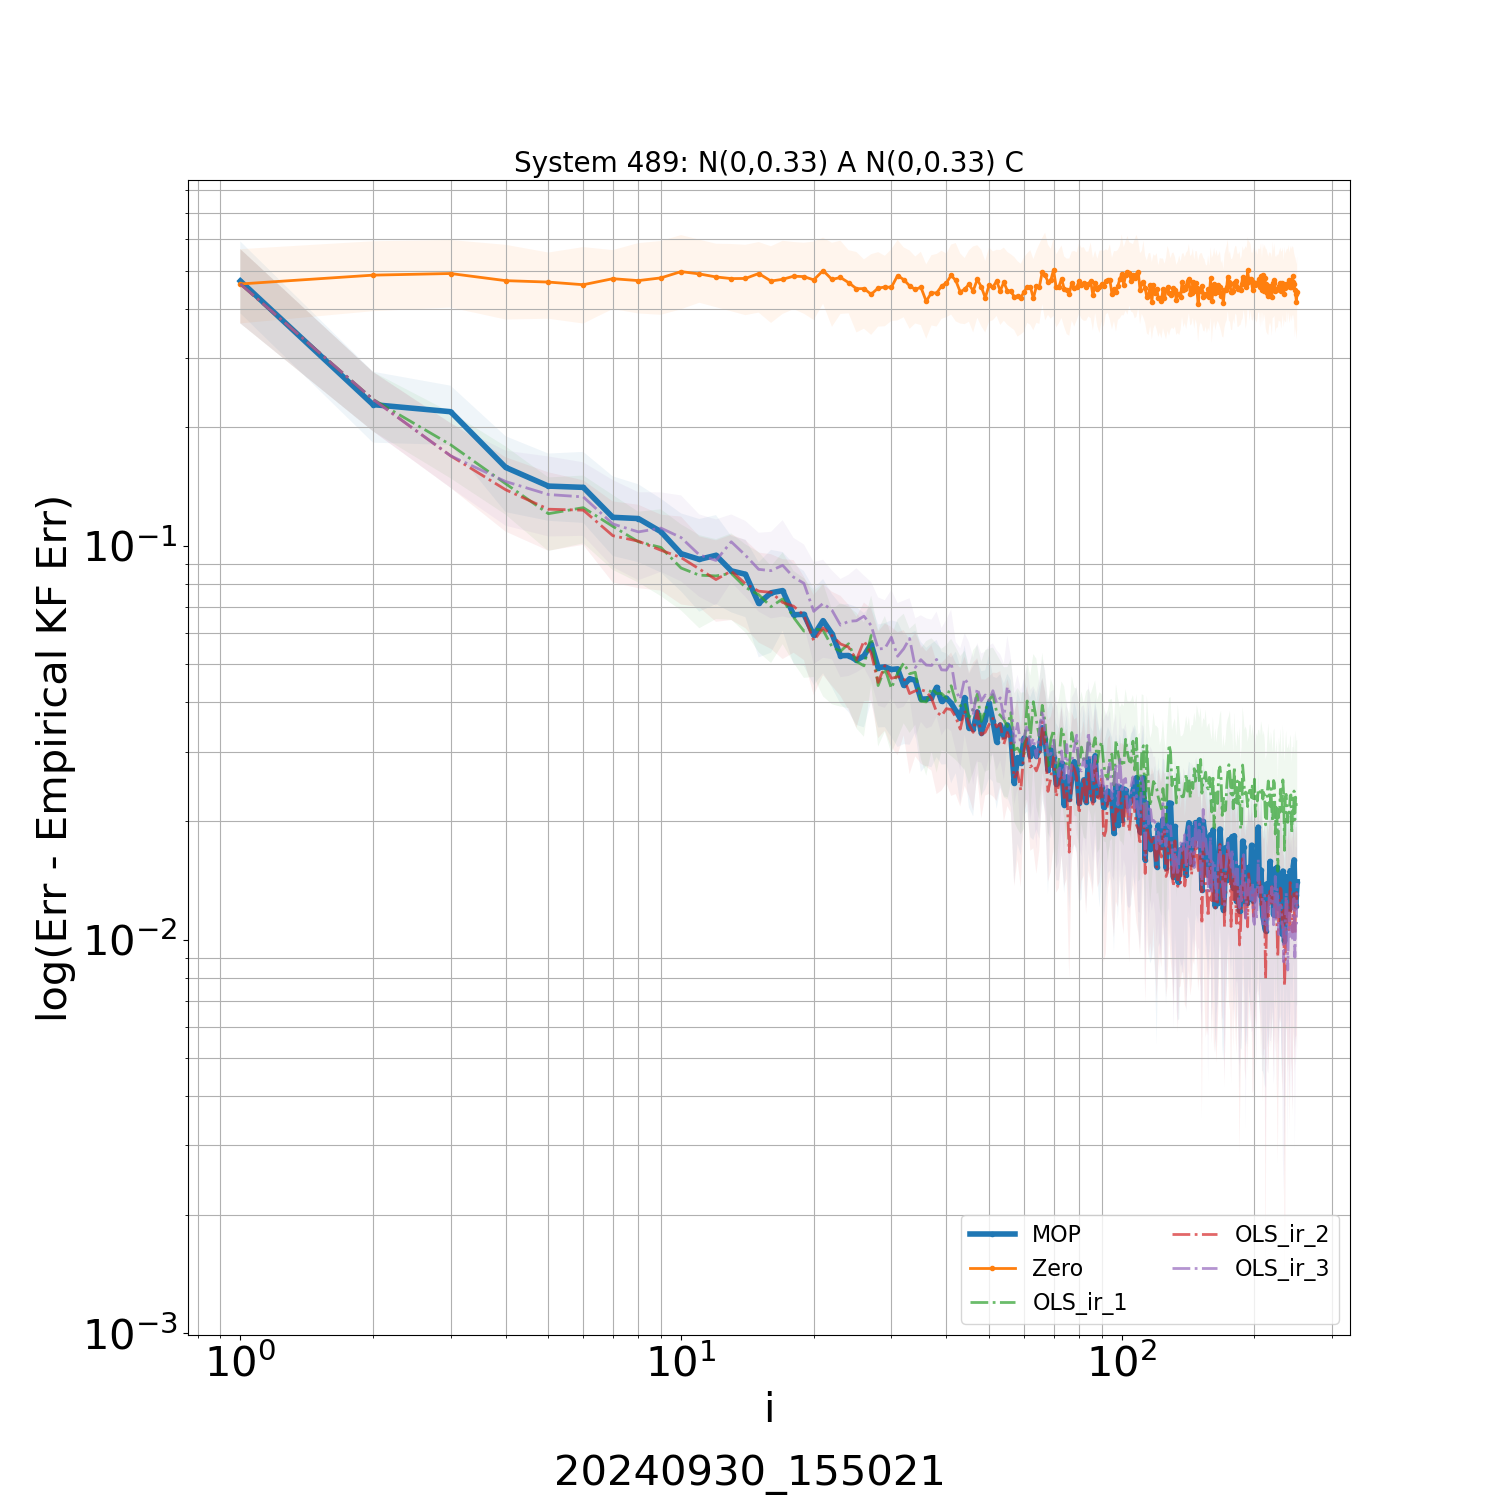 System 489: N(0,0.33) A N(0,0.33) C
log(Err - Empirical KF Err)
10⁻¹
10⁻²
10⁻³
10⁰
10¹
10²
i
MOP
Zero
OLS_ir_1
OLS_ir_2
OLS_ir_3
20240930_155021